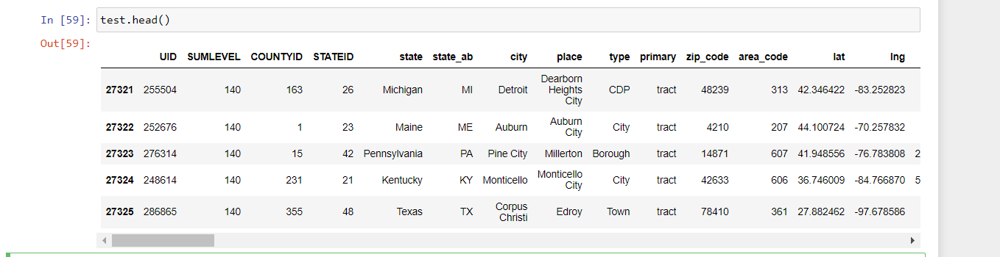 In [59]: test.head()
Out[59]:
UID SUMLEVEL COUNTYID STATEID state state_ab city place type primary zip_code area_code lat lng
27321 255504 140 163 26 Michigan MI Detroit Dearborn Heights City CDP tract 48239 313 42.346422 -83.252823
27322 252676 140 1 23 Maine ME Auburn Auburn City City tract 4210 207 44.100724 -70.257832
27323 276314 140 15 42 Pennsylvania PA Pine City Millerton Borough tract 14871 607 41.948556 -76.783808 2
27324 248614 140 231 21 Kentucky KY Monticello Monticello City City tract 42633 606 36.746009 -84.766870 5
27325 286865 140 355 48 Texas TX Corpus Christi Edroy Town tract 78410 361 27.882462 -97.678586